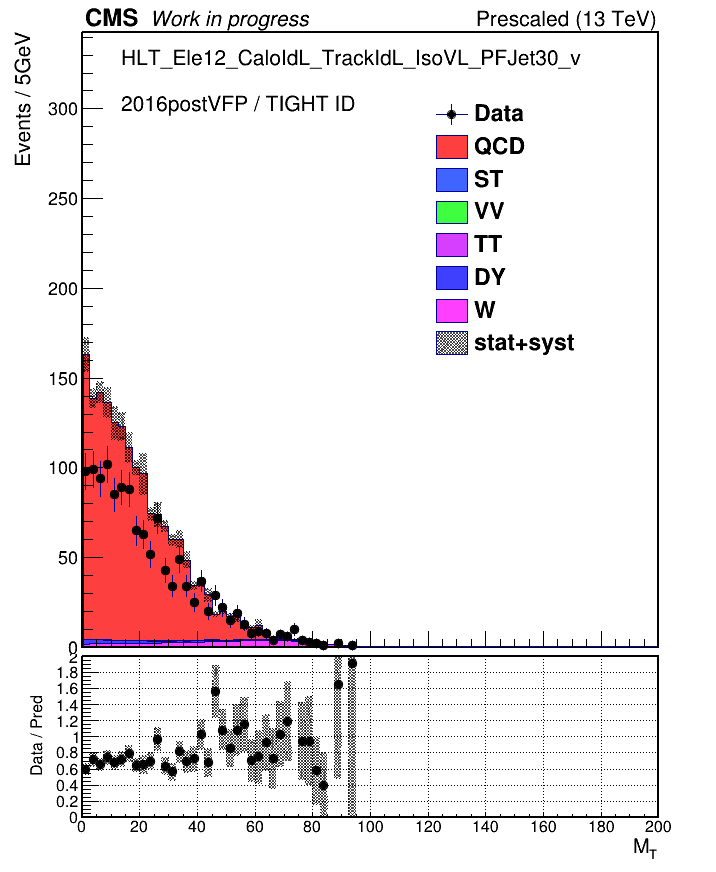 CMS Work in progress Prescaled (13 TeV)
Events / 5GeV
HLT_Ele12_CaloIdL_TrackIdL_IsoVL_PFJet30_v
2016postVFP / TIGHT ID
Data
QCD
ST
VV
TT
DY
W
stat+syst
300
250
200
150
100
50
0
Data / Pred
2
1.8
1.6
1.4
1.2
1
0.8
0.6
0.4
0.2
0
0 20 40 60 80 100 120 140 160 180 200
M_T